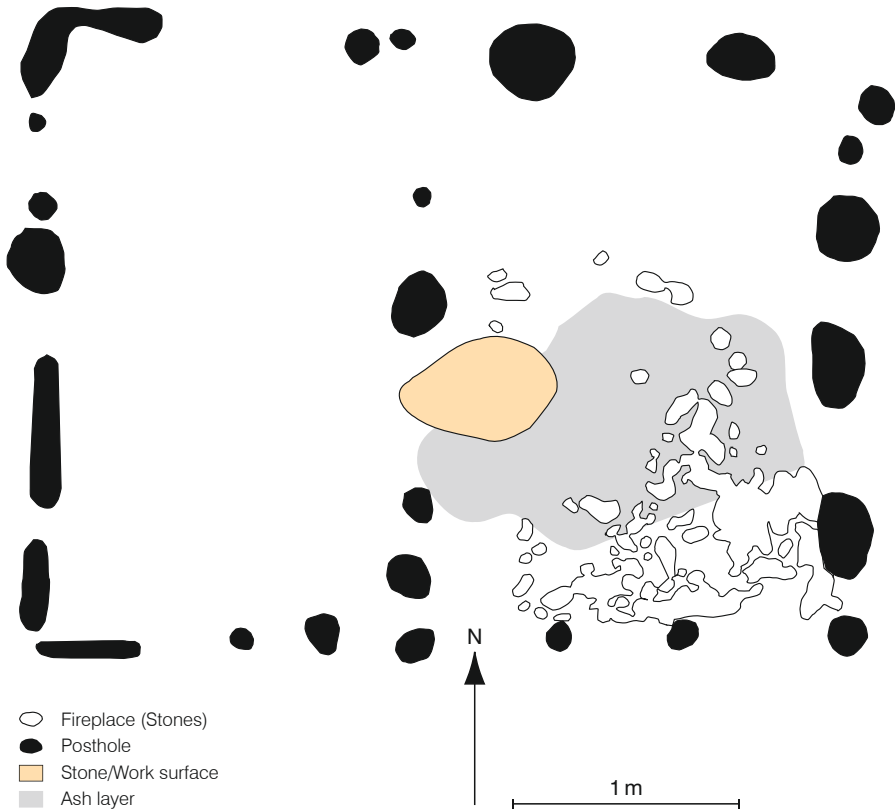 N
Fireplace (Stones)
Posthole
Stone/Work surface
Ash layer
1 m